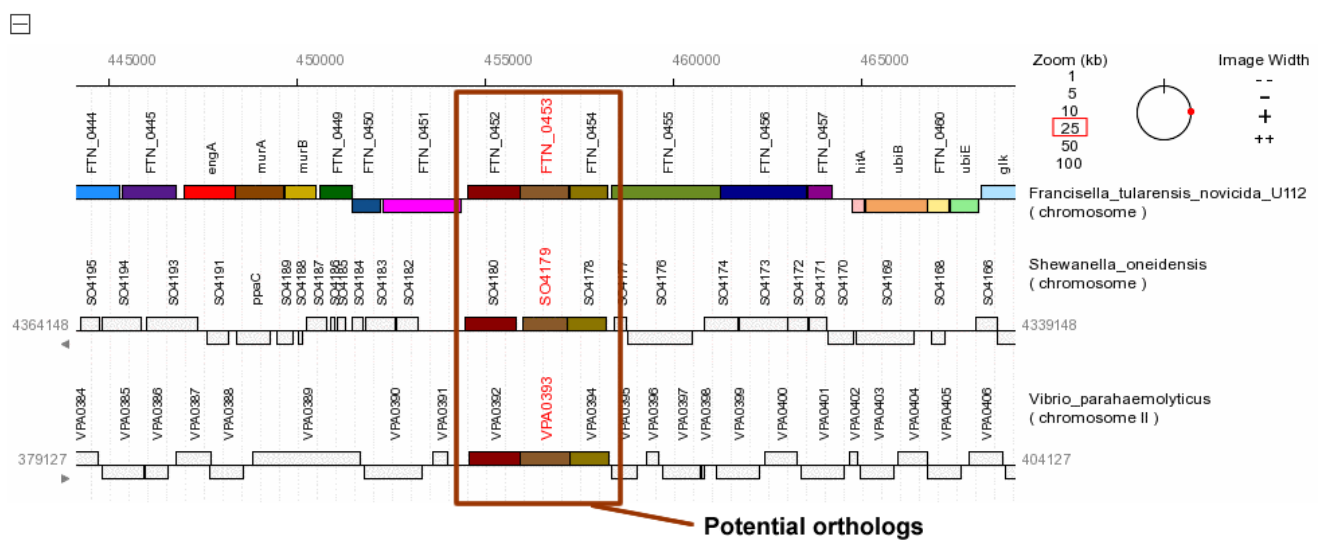 445000 450000 455000 460000 465000
Zoom (kb) Image Width
1
5
10
25
50
100
- -
–
+
++
FTN_0444 FTN_0445 engA murA murB FTN_0449 FTN_0450 FTN_0451 FTN_0452 FTN_0453 FTN_0454 FTN_0455 FTN_0456 FTN_0457 hitA ubiB FTN_0460 ubiE glk
Francisella_tularensis_novicida_U112
( chromosome )
SO4195 SO4194 SO4193 SO4191 ppaC SO4189 SO4188 SO4187 SO4186 SO4185 SO4184 SO4183 SO4182 SO4180 SO4179 SO4178 SO4177 SO4176 SO4174 SO4173 SO4172 SO4171 SO4170 SO4169 SO4168 SO4166
Shewanella_oneidensis
( chromosome )
4364148 4339148
VPA0384 VPA0385 VPA0386 VPA0387 VPA0388 VPA0389 VPA0390 VPA0391 VPA0392 VPA0393 VPA0394 VPA0395 VPA0396 VPA0397 VPA0398 VPA0399 VPA0400 VPA0401 VPA0402 VPA0403 VPA0404 VPA0405 VPA0406
Vibrio_parahaemolyticus
( chromosome II )
379127 404127
Potential orthologs